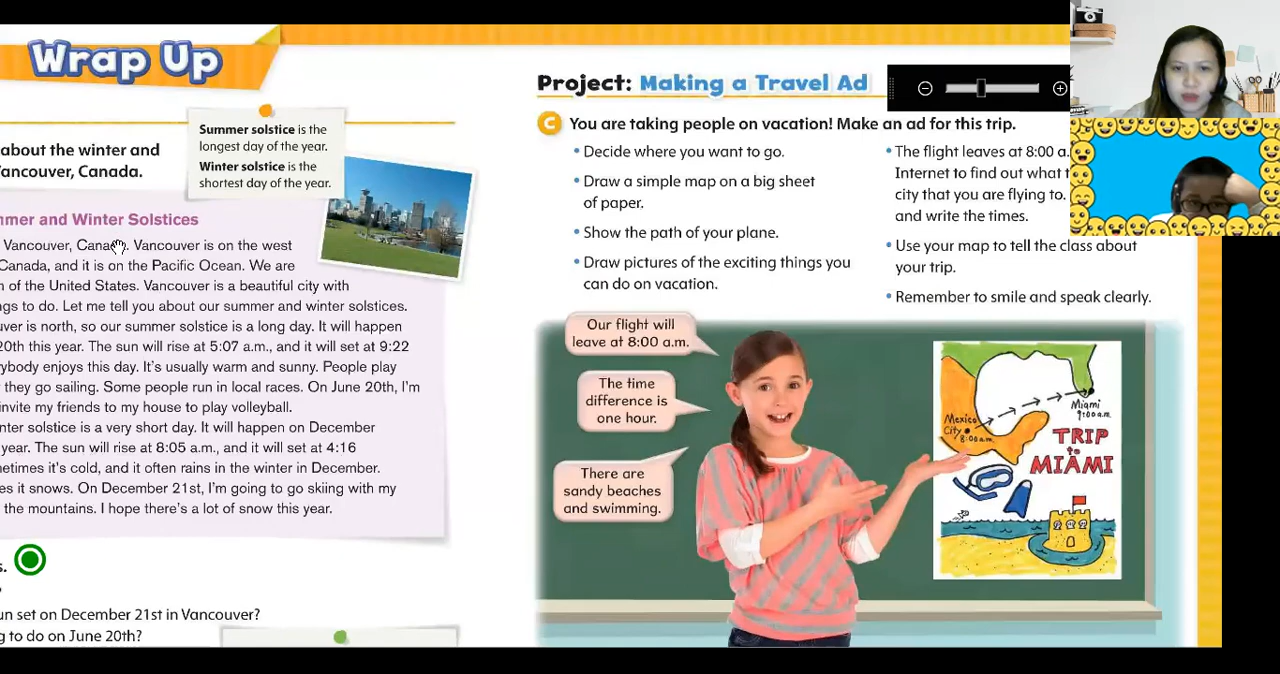 Wrap Up
Summer solstice is the
longest day of the year.
Winter solstice is the
shortest day of the year.
about the winter and
Vancouver, Canada.
and Winter Solstices
Vancouver, Canada. Vancouver is on the west
Canada, and it is on the Pacific Ocean. We are
of the United States. Vancouver is a beautiful city with
to do. Let me tell you about our summer and winter solstices.
is north, so our summer solstice is a long day. It will happen
20th this year. The sun will rise at 5:07 a.m., and it will set at 9:22
enjoys this day. It's usually warm and sunny. People play
they go sailing. Some people run in local races. On June 20th, I'm
invite my friends to my house to play volleyball.
solstice is a very short day. It will happen on December
year. The sun will rise at 8:05 a.m., and it will set at 4:16
it's cold, and it often rains in the winter in December.
it snows. On December 21st, I'm going to go skiing with my
the mountains. I hope there's a lot of snow this year.
set on December 21st in Vancouver?
to do on June 20th?
Project: Making a Travel Ad
C You are taking people on vacation! Make an ad for this trip.
• Decide where you want to go.
• Draw a simple map on a big sheet
of paper.
• Show the path of your plane.
• Draw pictures of the exciting things you
can do on vacation.
• The flight leaves at 8:00
Internet to find out what
city that you are flying to.
and write the times.
• Use your map to tell the class about
your trip.
• Remember to smile and speak clearly.
Our flight will
leave at 8:00 a.m.
The time
difference is
one hour.
There are
sandy beaches
and swimming.
Mexico
City
8:00 a.m.
Miami
9:00 a.m.
TRIP
to
MIAMI